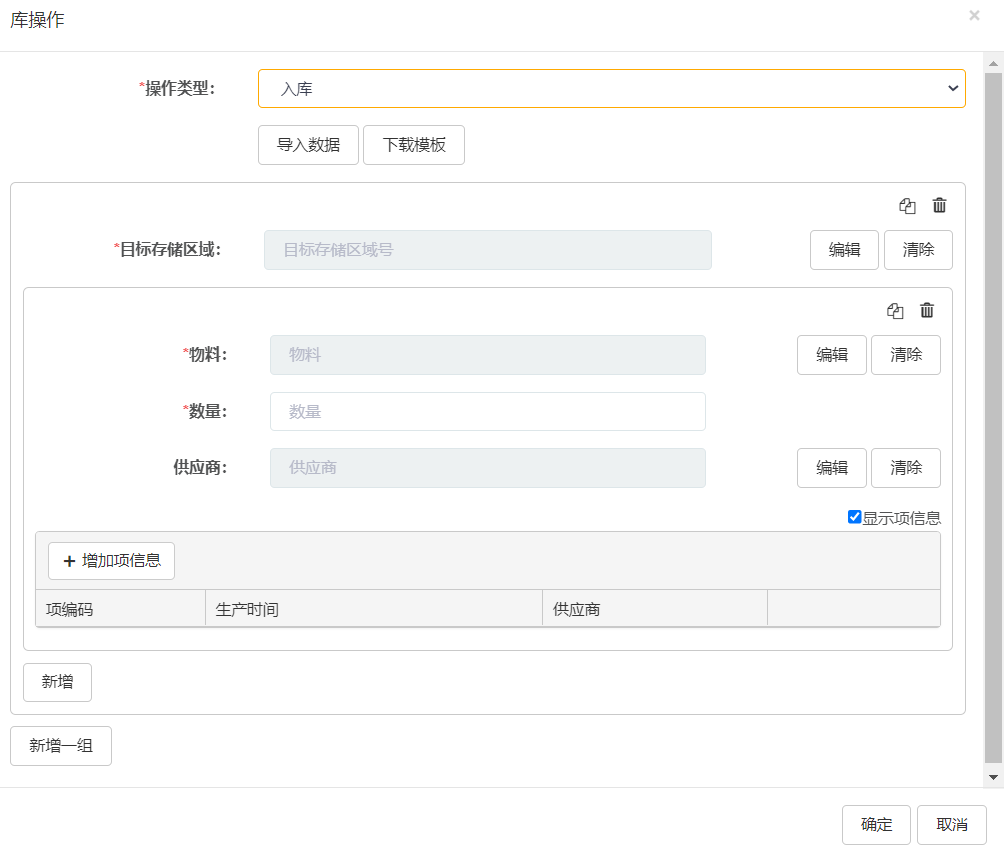 库操作
×
*操作类型：
入库
导入数据 下载模板
*目标存储区域：
目标存储区域号
编辑 清除
*物料：
物料
编辑 清除
*数量：
数量
供应商：
供应商
编辑 清除
显示项信息
+ 增加项信息
项编码 生产时间 供应商
新增
新增一组
确定 取消